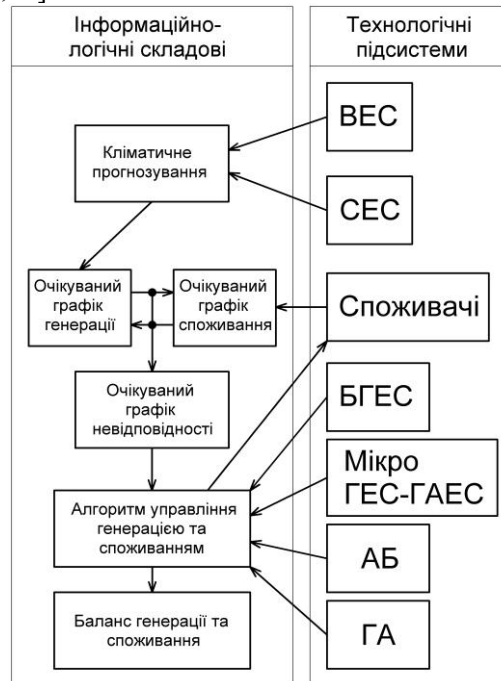 Інформаційно-
логічні складові
Технологічні
підсистеми
Кліматичне
прогнозування
ВЕС
СЕС
Очікуваний
графік
генерації
Очікуваний
графік
споживання
Споживачі
Очікуваний
графік
невідповідності
БГЕС
Мікро
ГЕС-ГАЕС
Алгоритм управління
генерацією та
споживанням
АБ
Баланс генерації та
споживання
ГА